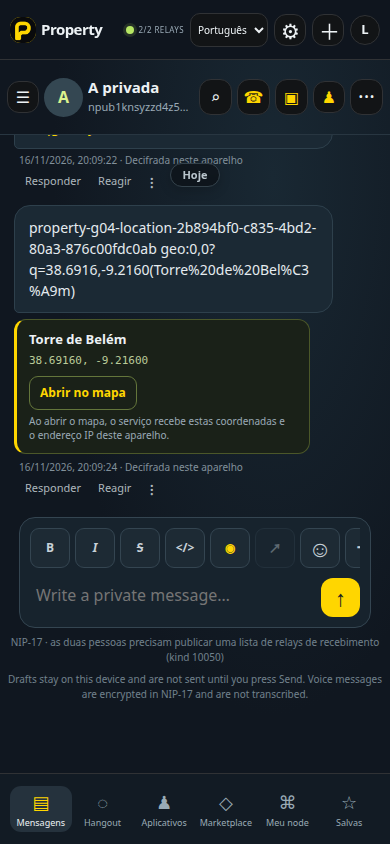 Property
2/2 RELAYS
Português
L
A
A privada
npub1knsyzzd4z5...
16/11/2026, 20:09:22 · Decifrada neste aparelho
Responder Reagir
Hoje
property-g04-location-2b894bf0-c835-4bd2-
80a3-876c00fdc0ab geo:0,0?
q=38.6916,-9.2160(Torre%20de%20Bel%C3
%A9m)
Torre de Belém
38.69160, -9.21600
Abrir no mapa
Ao abrir o mapa, o serviço recebe estas coordenadas e
o endereço IP deste aparelho.
16/11/2026, 20:09:24 · Decifrada neste aparelho
Responder Reagir
B I S </>
Write a private message...
NIP-17 · as duas pessoas precisam publicar uma lista de relays de recebimento
(kind 10050)
Drafts stay on this device and are not sent until you press Send. Voice messages
are encrypted in NIP-17 and are not transcribed.
Mensagens Hangout Aplicativos Marketplace Meu node Salvas